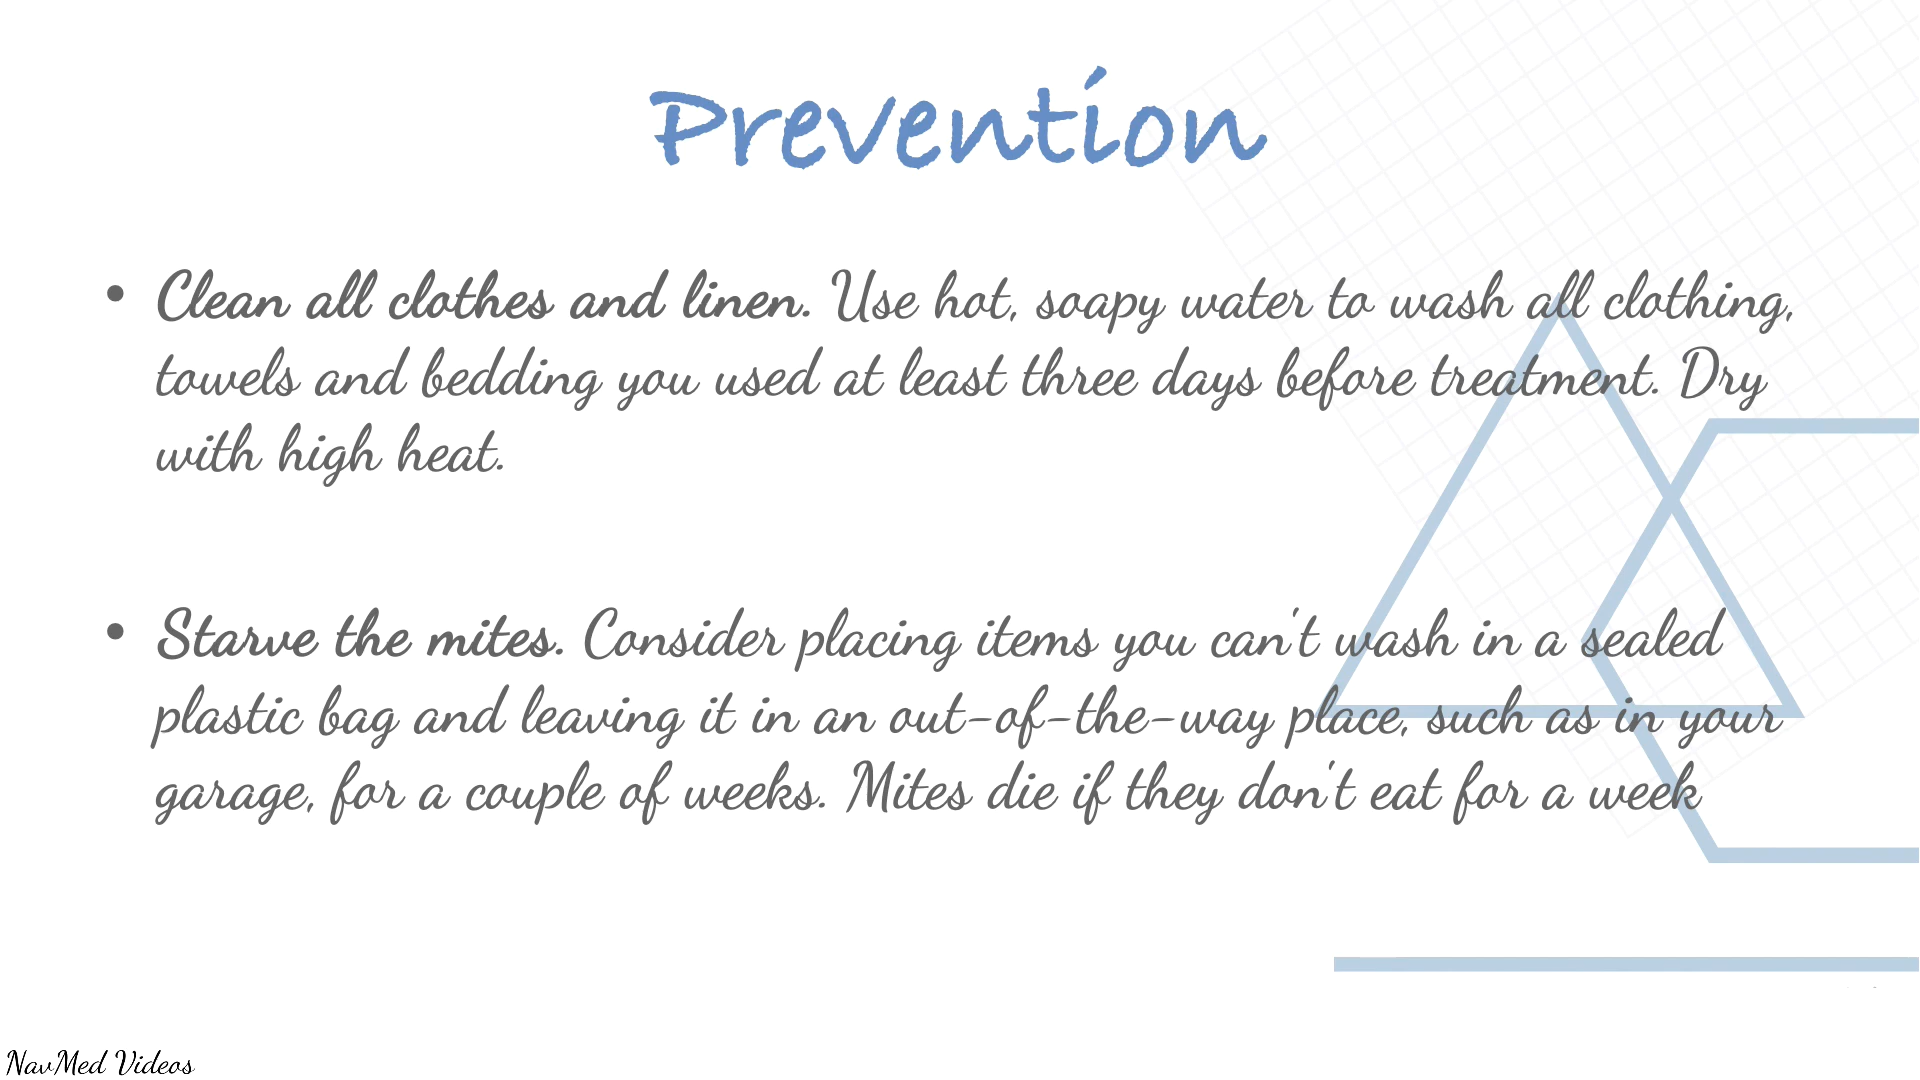 Prevention
• Clean all clothes and linen. Use hot, soapy water to wash all clothing,
towels and bedding you used at least three days before treatment. Dry
with high heat.
• Starve the mites. Consider placing items you can't wash in a sealed
plastic bag and leaving it in an out-of-the-way place, such as in your
garage, for a couple of weeks. Mites die if they don't eat for a week
NavMed Videos